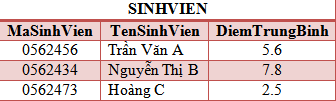 SINHVIEN
MaSinhVien TenSinhVien DiemTrungBinh
0562456 Trần Văn A 5.6
0562434 Nguyễn Thị B 7.8
0562473 Hoàng C 2.5